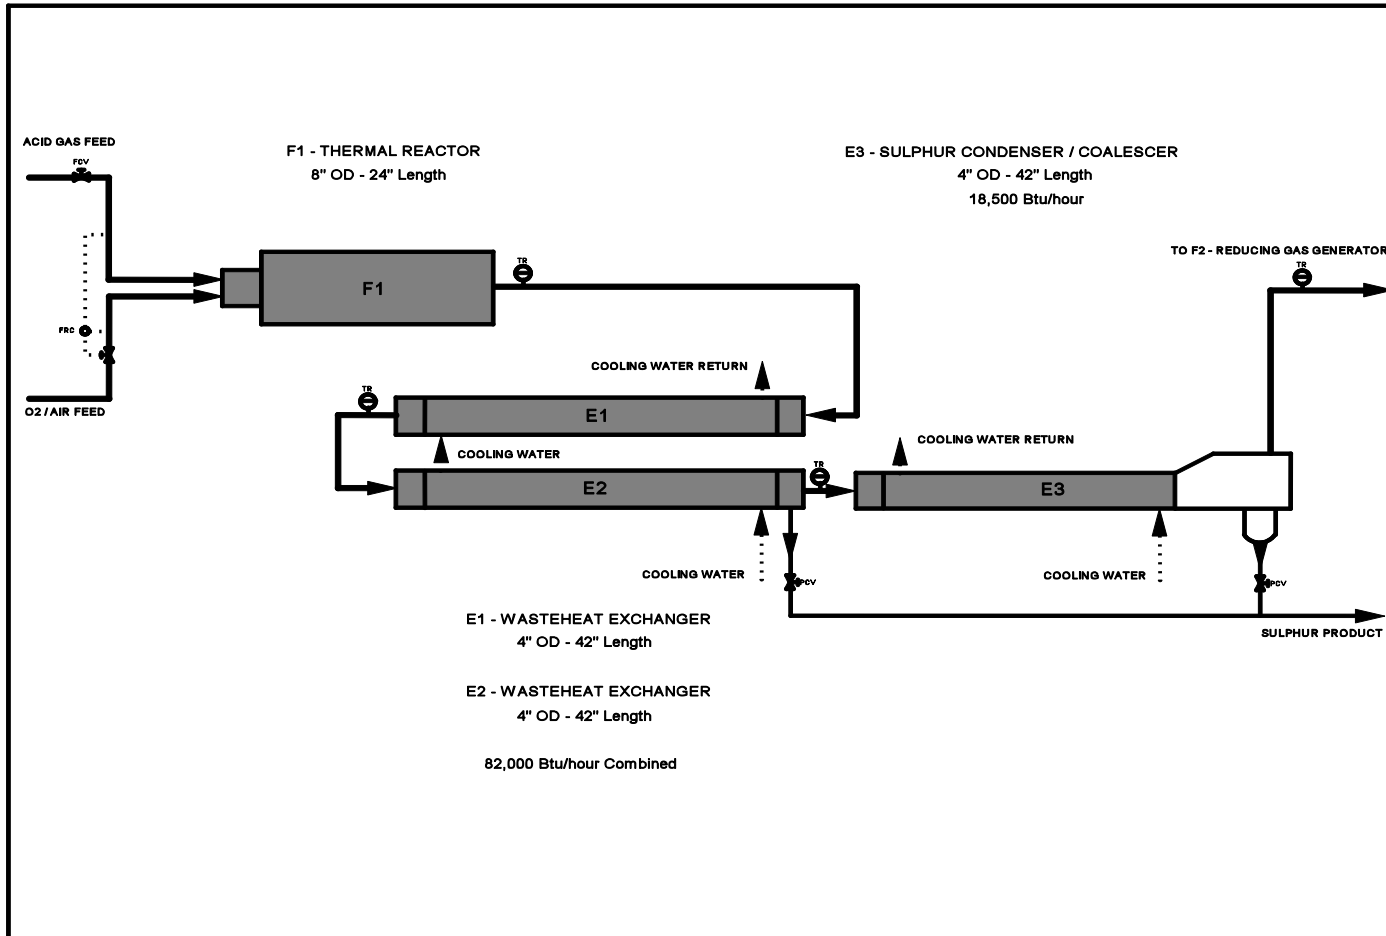 ACID GAS FEED
FCV
F1 - THERMAL REACTOR
8" OD - 24" Length
E3 - SULPHUR CONDENSER / COALESCER
4" OD - 42" Length
18,500 Btu/hour
TO F2 - REDUCING GAS GENERATOR
TR
TR
F1
FRC
COOLING WATER RETURN
TR
O2 / AIR FEED
E1
COOLING WATER RETURN
COOLING WATER
TR
E2
E3
COOLING WATER
COOLING WATER
PCV
PCV
E1 - WASTEHEAT EXCHANGER
4" OD - 42" Length
SULPHUR PRODUCT
E2 - WASTEHEAT EXCHANGER
4" OD - 42" Length
82,000 Btu/hour Combined